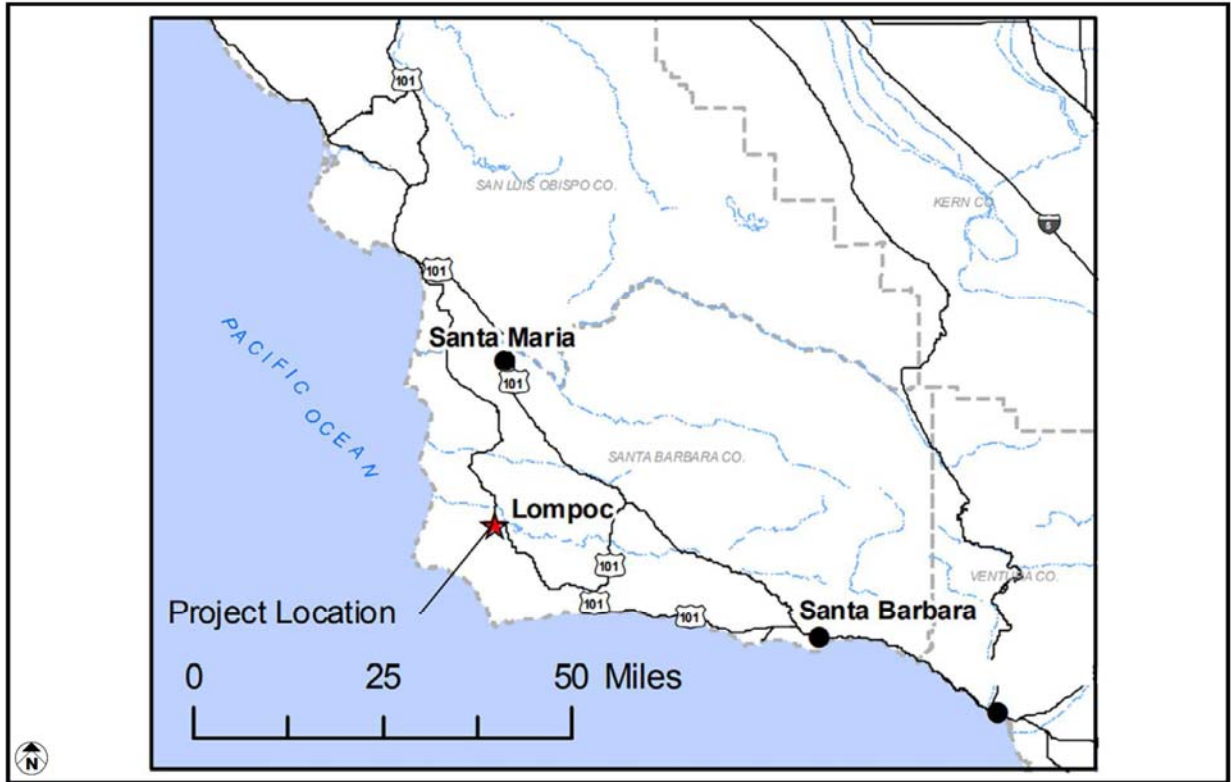 101
SAN LUIS OBISPO CO.
KERN CO.
5
101
PACIFIC OCEAN
Santa Maria
101
SANTA BARBARA CO.
Lompoc
101
VENTURA CO.
101
101
Project Location
Santa Barbara
0 25 50 Miles
N